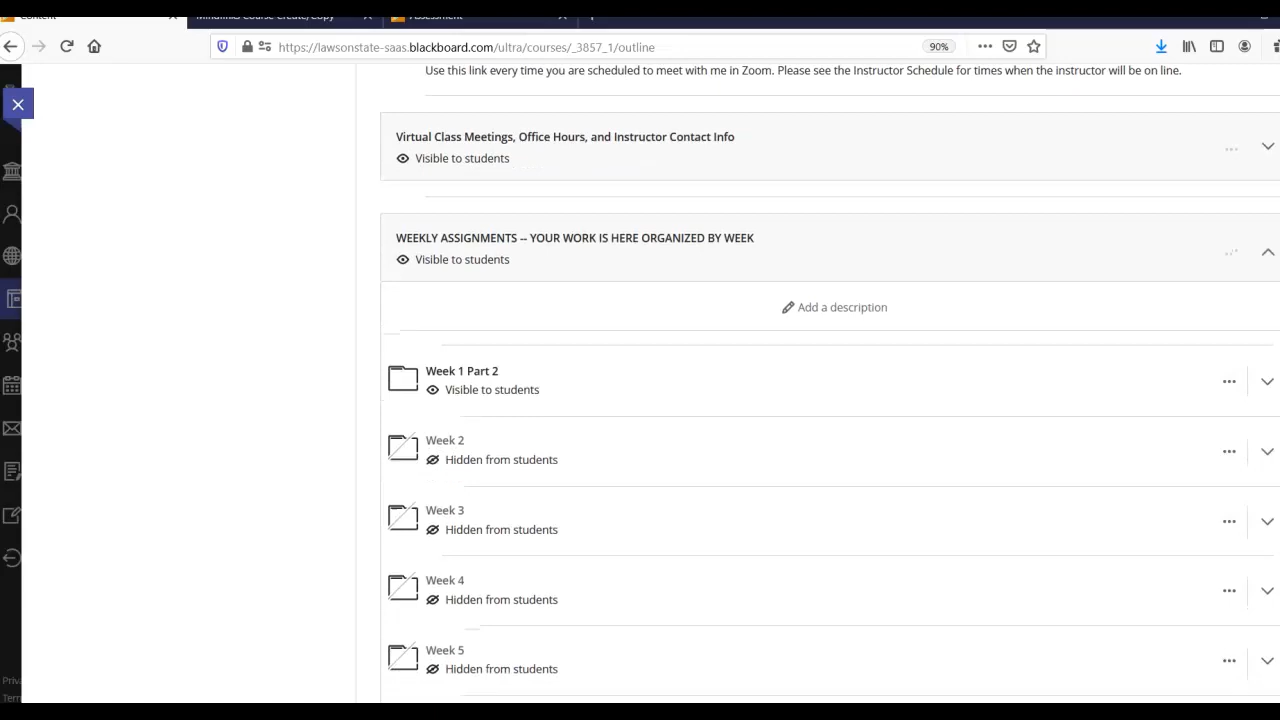 Content
Mindlinks Course Create/Copy
Assessment
https://lawsonstate-saas.blackboard.com/ultra/courses/_3857_1/outline
90%
Use this link every time you are scheduled to meet with me in Zoom. Please see the Instructor Schedule for times when the instructor will be on line.
Virtual Class Meetings, Office Hours, and Instructor Contact Info
Visible to students
WEEKLY ASSIGNMENTS -- YOUR WORK IS HERE ORGANIZED BY WEEK
Visible to students
Add a description
Week 1 Part 2
Visible to students
Week 2
Hidden from students
Week 3
Hidden from students
Week 4
Hidden from students
Week 5
Hidden from students
Priva
Term